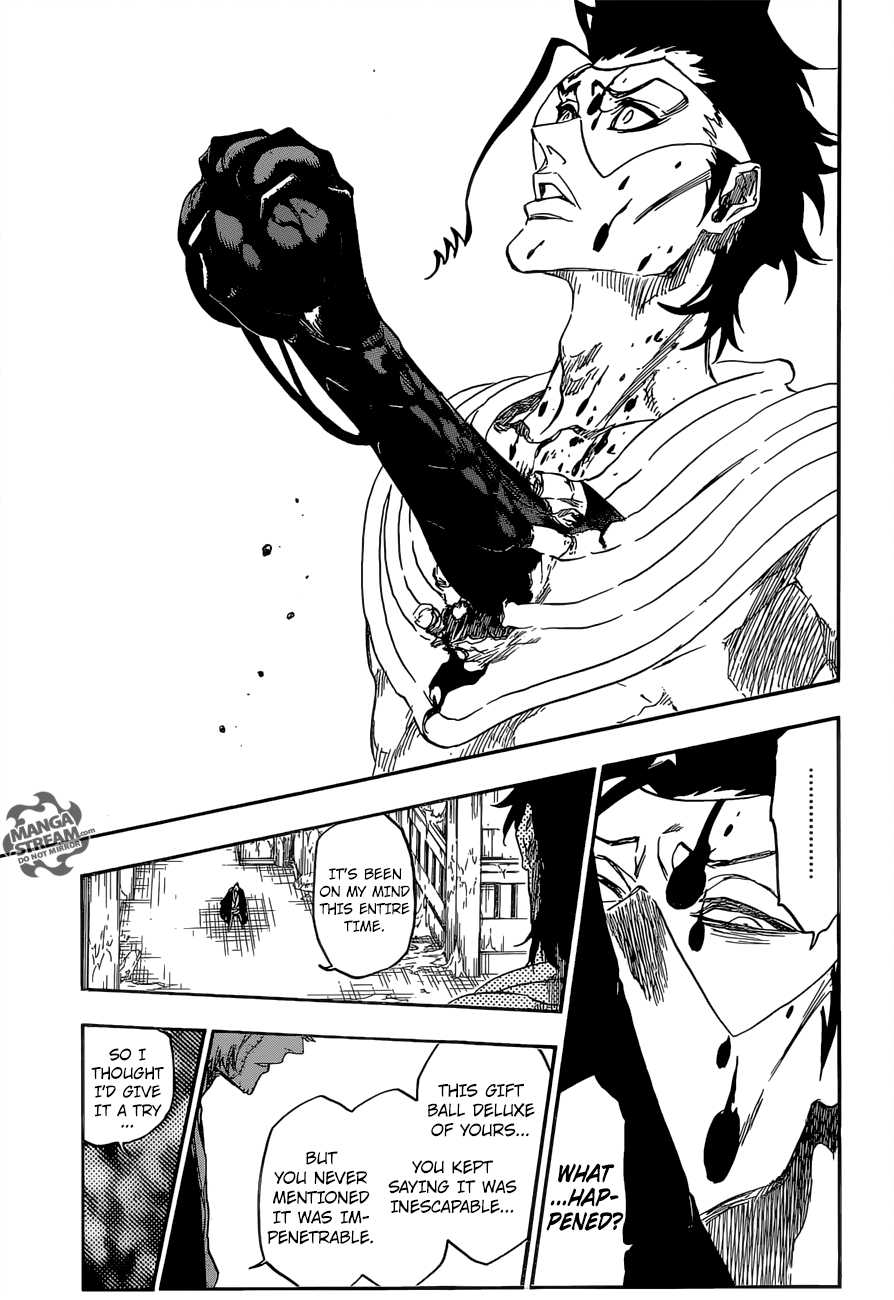 ...........
WHAT
...HAP-
PENED?
IT'S BEEN
ON MY MIND
THIS ENTIRE
TIME.
THIS GIFT
BALL DELUXE
OF YOURS...
YOU KEPT
SAYING IT WAS
INESCAPABLE...
BUT
YOU NEVER
MENTIONED
IT WAS IM-
PENETRABLE.
SO I
THOUGHT
I'D GIVE
IT A TRY
...
MANGA
STREAM.com
DO NOT MIRROR